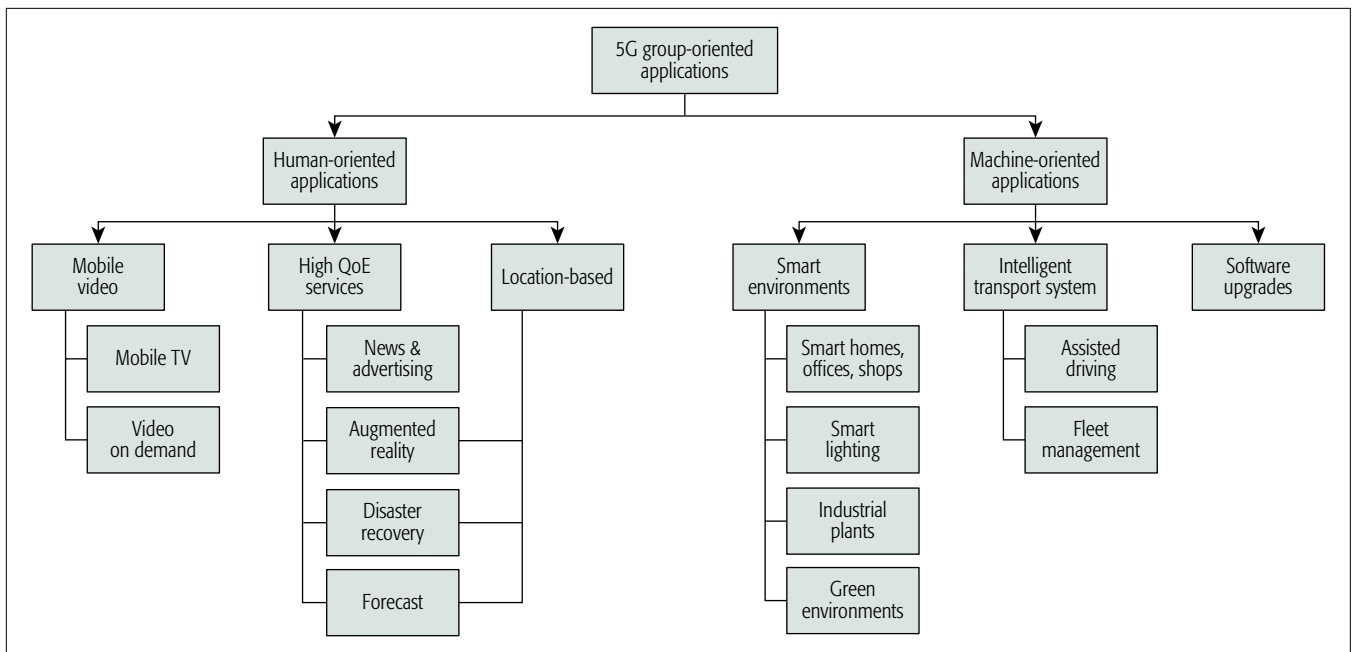 5G group-oriented
applications
Human-oriented
applications
Machine-oriented
applications
Mobile
video
High QoE
services
Location-based
Smart
environments
Intelligent
transport system
Software
upgrades
Mobile TV
Video
on demand
News &
advertising
Augmented
reality
Disaster
recovery
Forecast
Smart homes,
offices, shops
Smart
lighting
Industrial
plants
Green
environments
Assisted
driving
Fleet
management